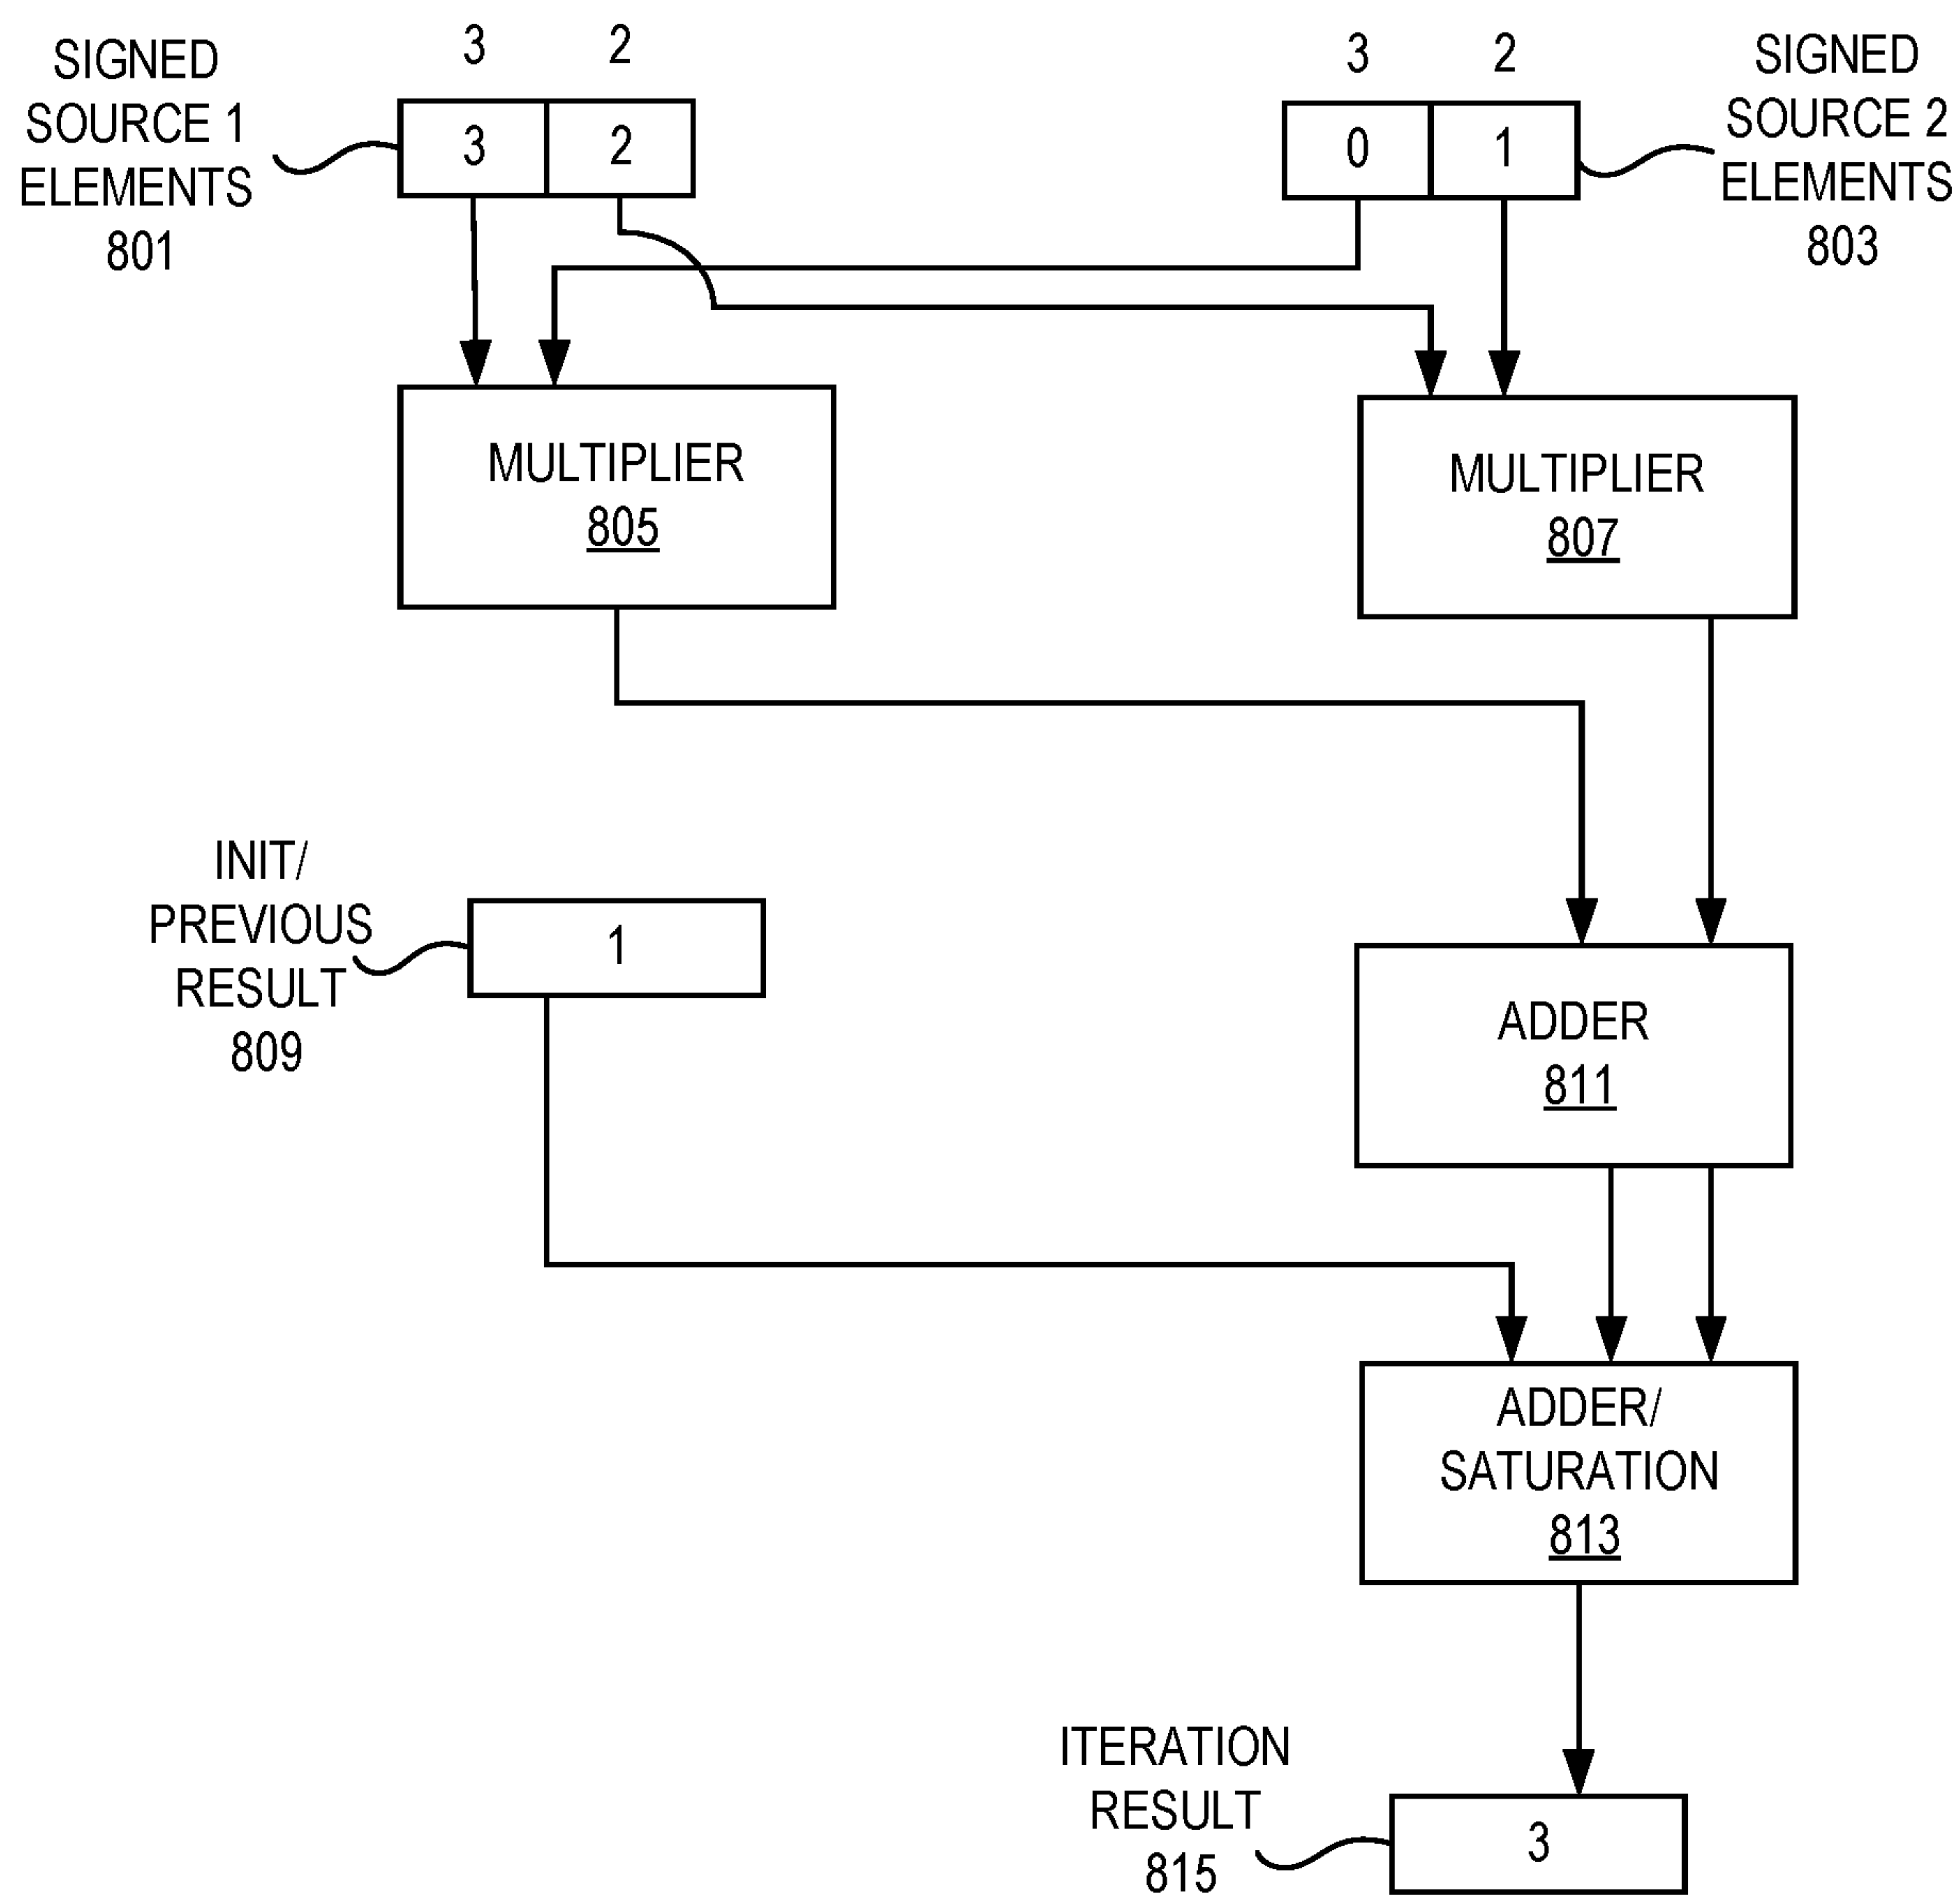 3 2
3 2
SIGNED
SOURCE 1
ELEMENTS
801
3 2
0 1
SIGNED
SOURCE 2
ELEMENTS
803
MULTIPLIER
805
MULTIPLIER
807
INIT/
PREVIOUS
RESULT
809
1
ADDER
811
ADDER/
SATURATION
813
ITERATION
RESULT
815
3